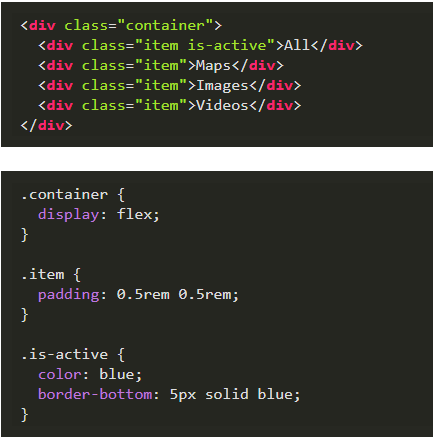 <div class="container">
  <div class="item is-active">All</div>
  <div class="item">Maps</div>
  <div class="item">Images</div>
  <div class="item">Videos</div>
</div>
.container {
  display: flex;
}
.item {
  padding: 0.5rem 0.5rem;
}
.is-active {
  color: blue;
  border-bottom: 5px solid blue;
}